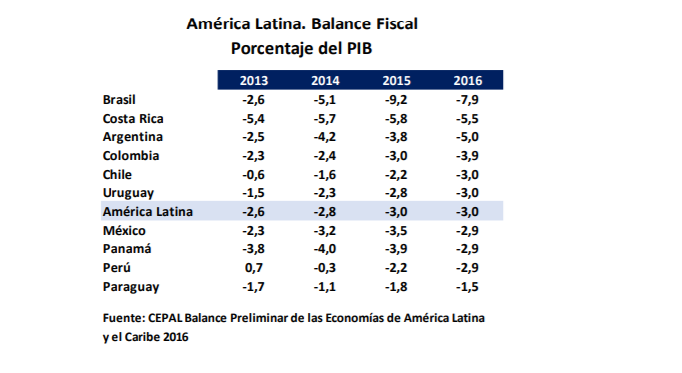 América Latina. Balance Fiscal
Porcentaje del PIB
2013 2014 2015 2016
Brasil -2,6 -5,1 -9,2 -7,9
Costa Rica -5,4 -5,7 -5,8 -5,5
Argentina -2,5 -4,2 -3,8 -5,0
Colombia -2,3 -2,4 -3,0 -3,9
Chile -0,6 -1,6 -2,2 -3,0
Uruguay -1,5 -2,3 -2,8 -3,0
América Latina -2,6 -2,8 -3,0 -3,0
México -2,3 -3,2 -3,5 -2,9
Panamá -3,8 -4,0 -3,9 -2,9
Perú 0,7 -0,3 -2,2 -2,9
Paraguay -1,7 -1,1 -1,8 -1,5
Fuente: CEPAL Balance Preliminar de las Economías de América Latina
y el Caribe 2016